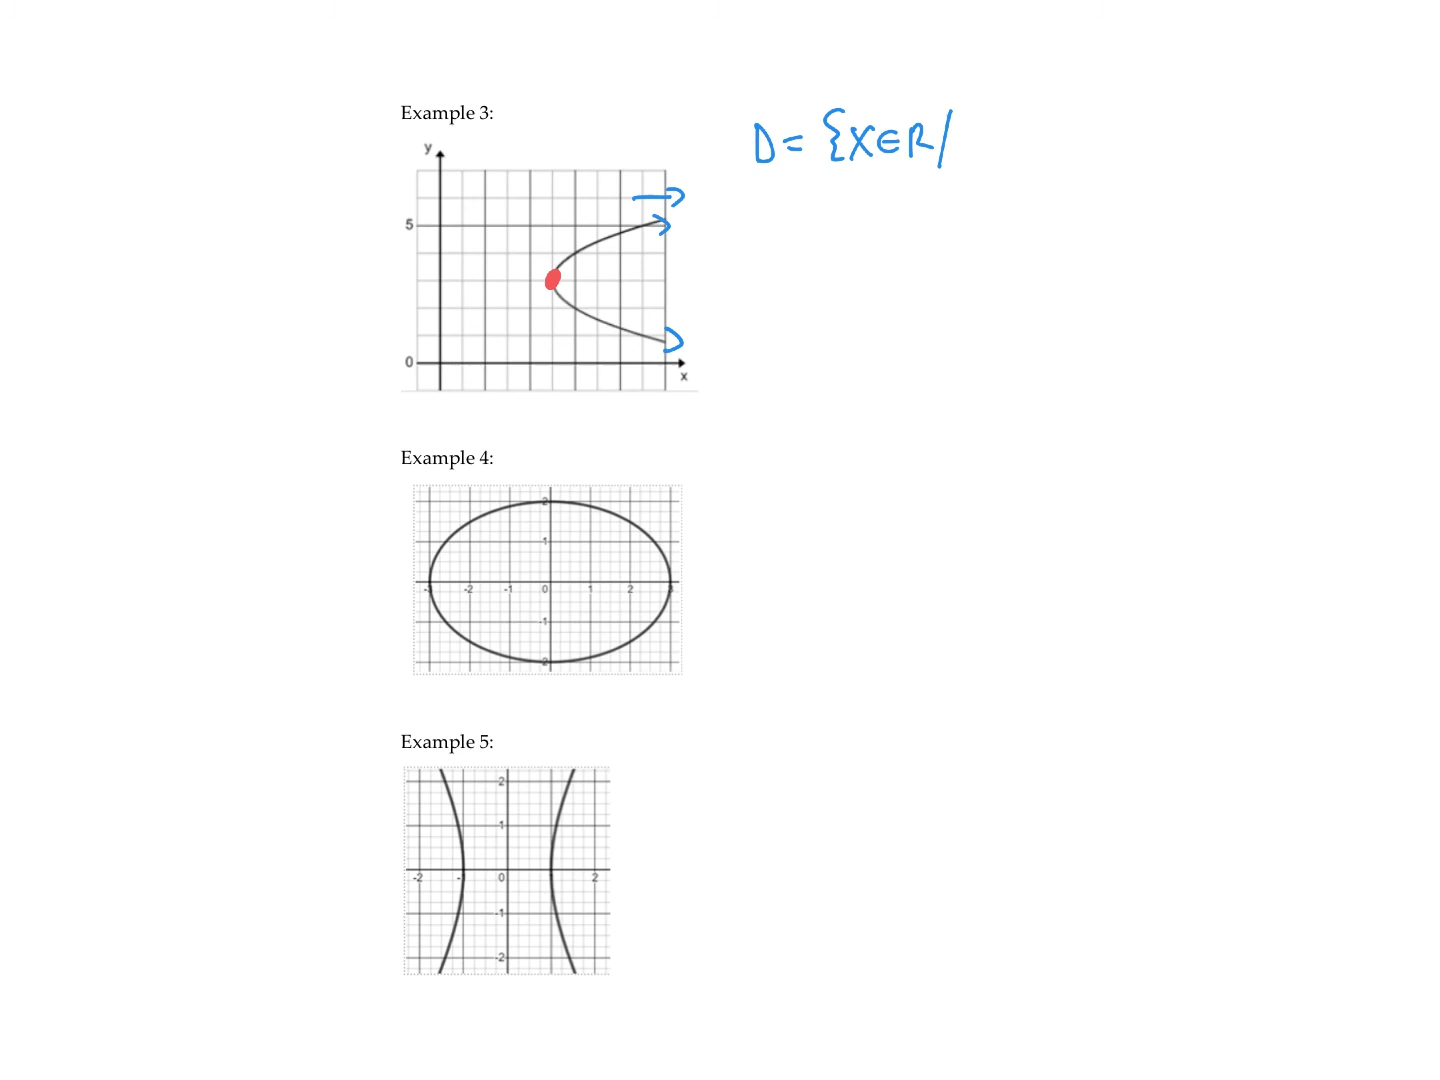 Example 3:
D = {X∈R/
y
5
0
x
Example 4:
2
1
-2 -1 0 1 2
-1
Example 5:
2
1
-2 0 2
-1
-2